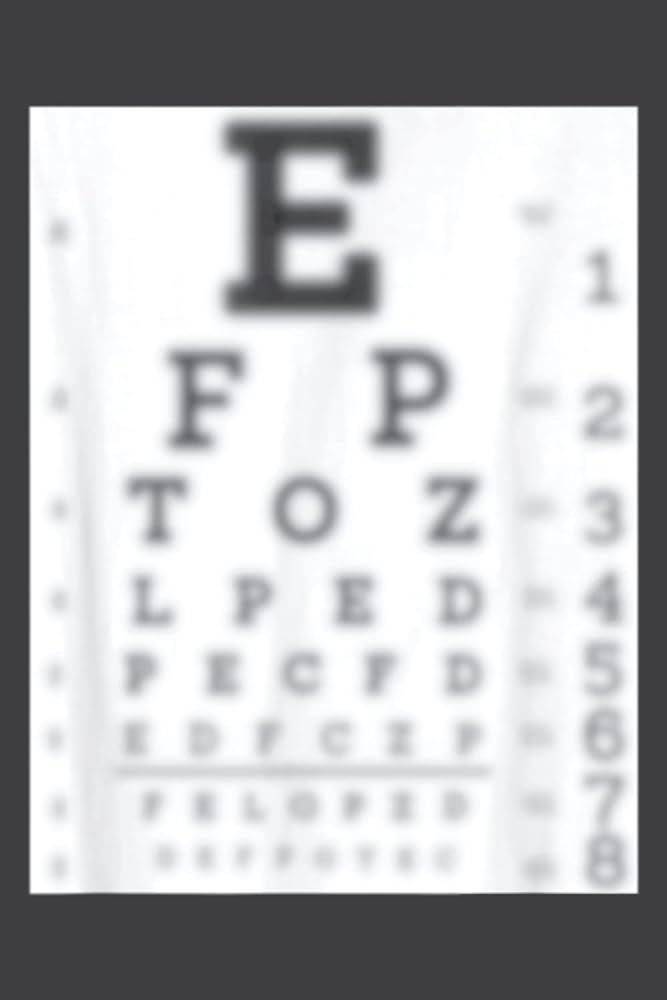 E 1
F P 2
T O Z 3
L P E D 4
P E C F D 5
E D F C Z P 6
F E L O P Z D 7
D E F P O T E C 8